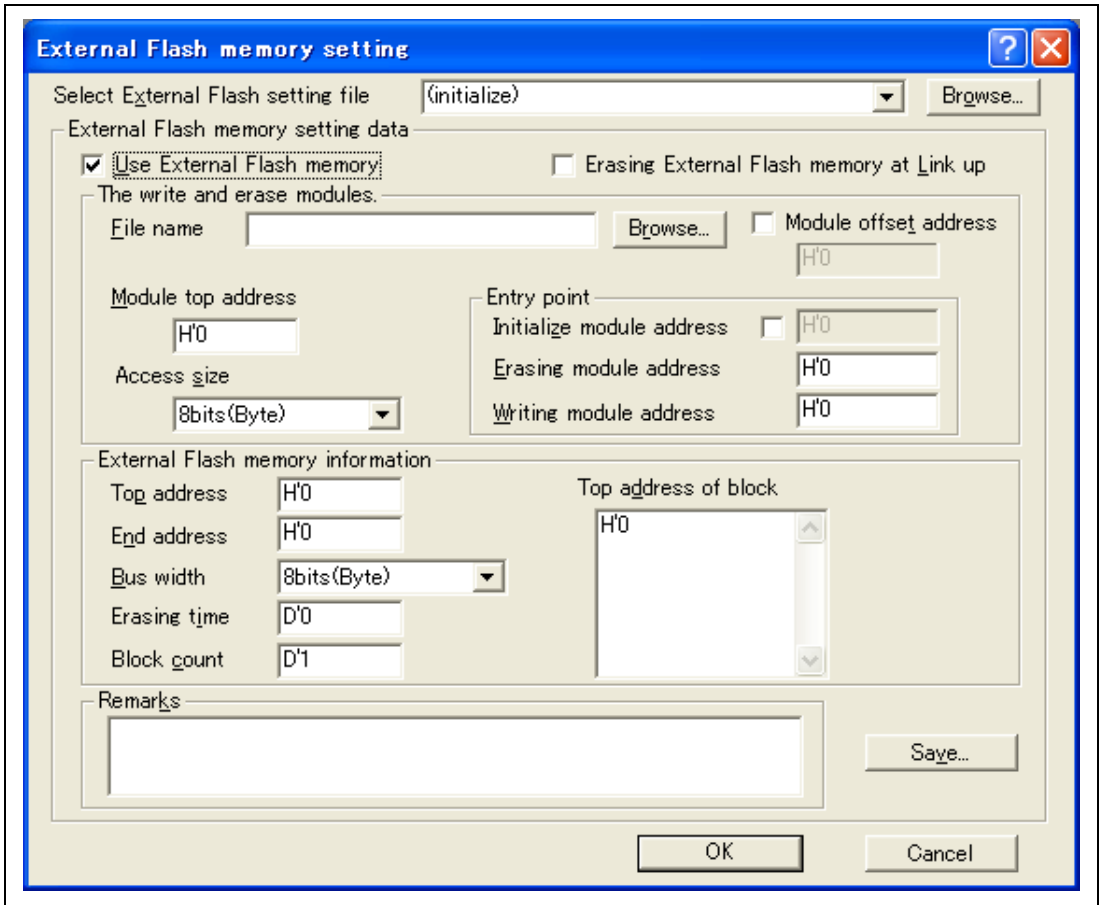 External Flash memory setting
Select External Flash setting file (initialize) Browse...
External Flash memory setting data
Use External Flash memory Erasing External Flash memory at Link up
The write and erase modules.
File name Browse... Module offset address
H'0
Module top address
H'0
Access size
8bits(Byte)
Entry point
Initialize module address H'0
Erasing module address H'0
Writing module address H'0
External Flash memory information
Top address H'0
End address H'0
Bus width 8bits(Byte)
Erasing time D'0
Block count D'1
Top address of block
H'0
Remarks
Save...
OK Cancel